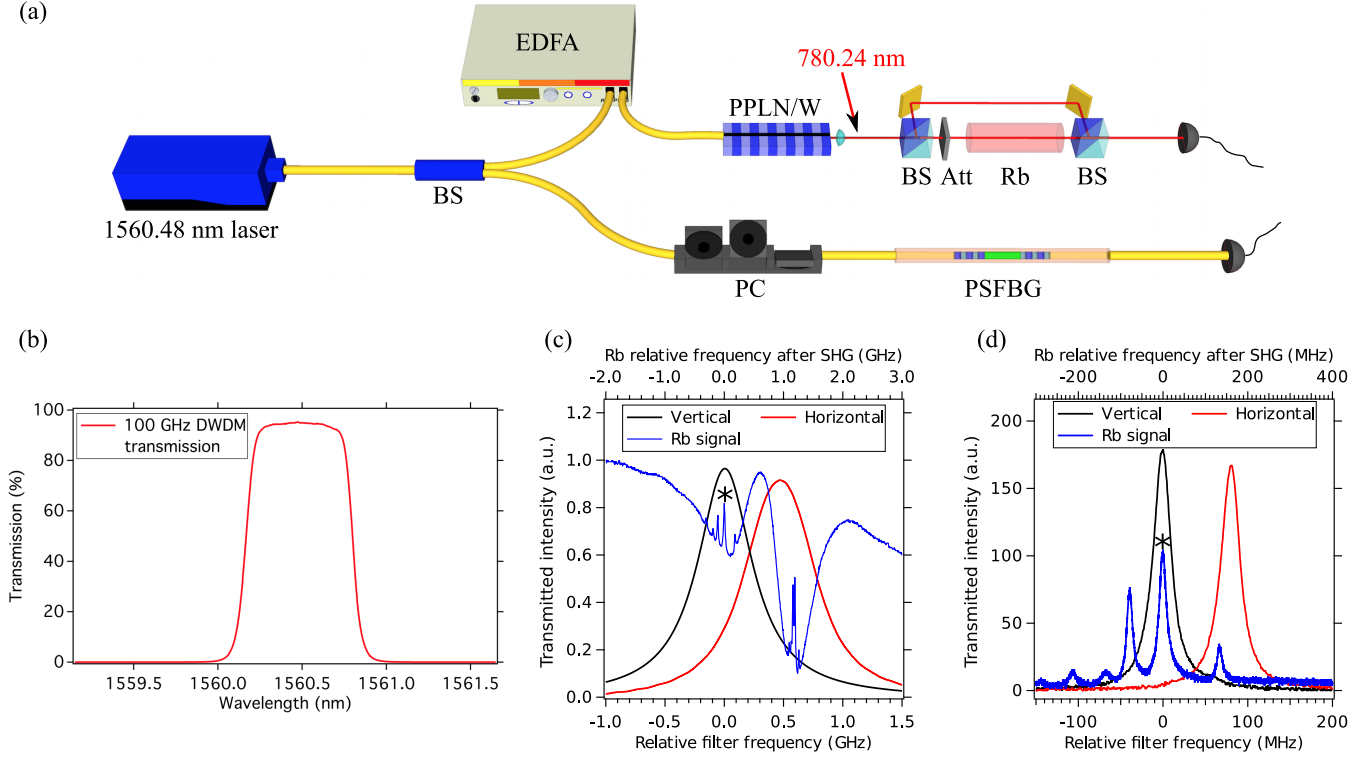 (a)
EDFA
780.24 nm
PPLN/W
BS Att Rb BS
BS
1560.48 nm laser
PC
PSFBG
(b)
100 GHz DWDM
transmission
Transmission (%)
100
80
60
40
20
0
1559.5 1560.0 1560.5 1561.0 1561.5
Wavelength (nm)
(c)
Rb relative frequency after SHG (GHz)
-2.0 -1.0 0.0 1.0 2.0 3.0
Vertical Horizontal
Rb signal
*
Transmitted intensity (a.u.)
1.2
1.0
0.8
0.6
0.4
0.2
0.0
-1.0 -0.5 0.0 0.5 1.0 1.5
Relative filter frequency (GHz)
(d)
Rb relative frequency after SHG (MHz)
-200 0 200 400
Vertical Horizontal
Rb signal
*
Transmitted intensity (a.u.)
200
150
100
50
0
-100 0 100 200
Relative filter frequency (MHz)